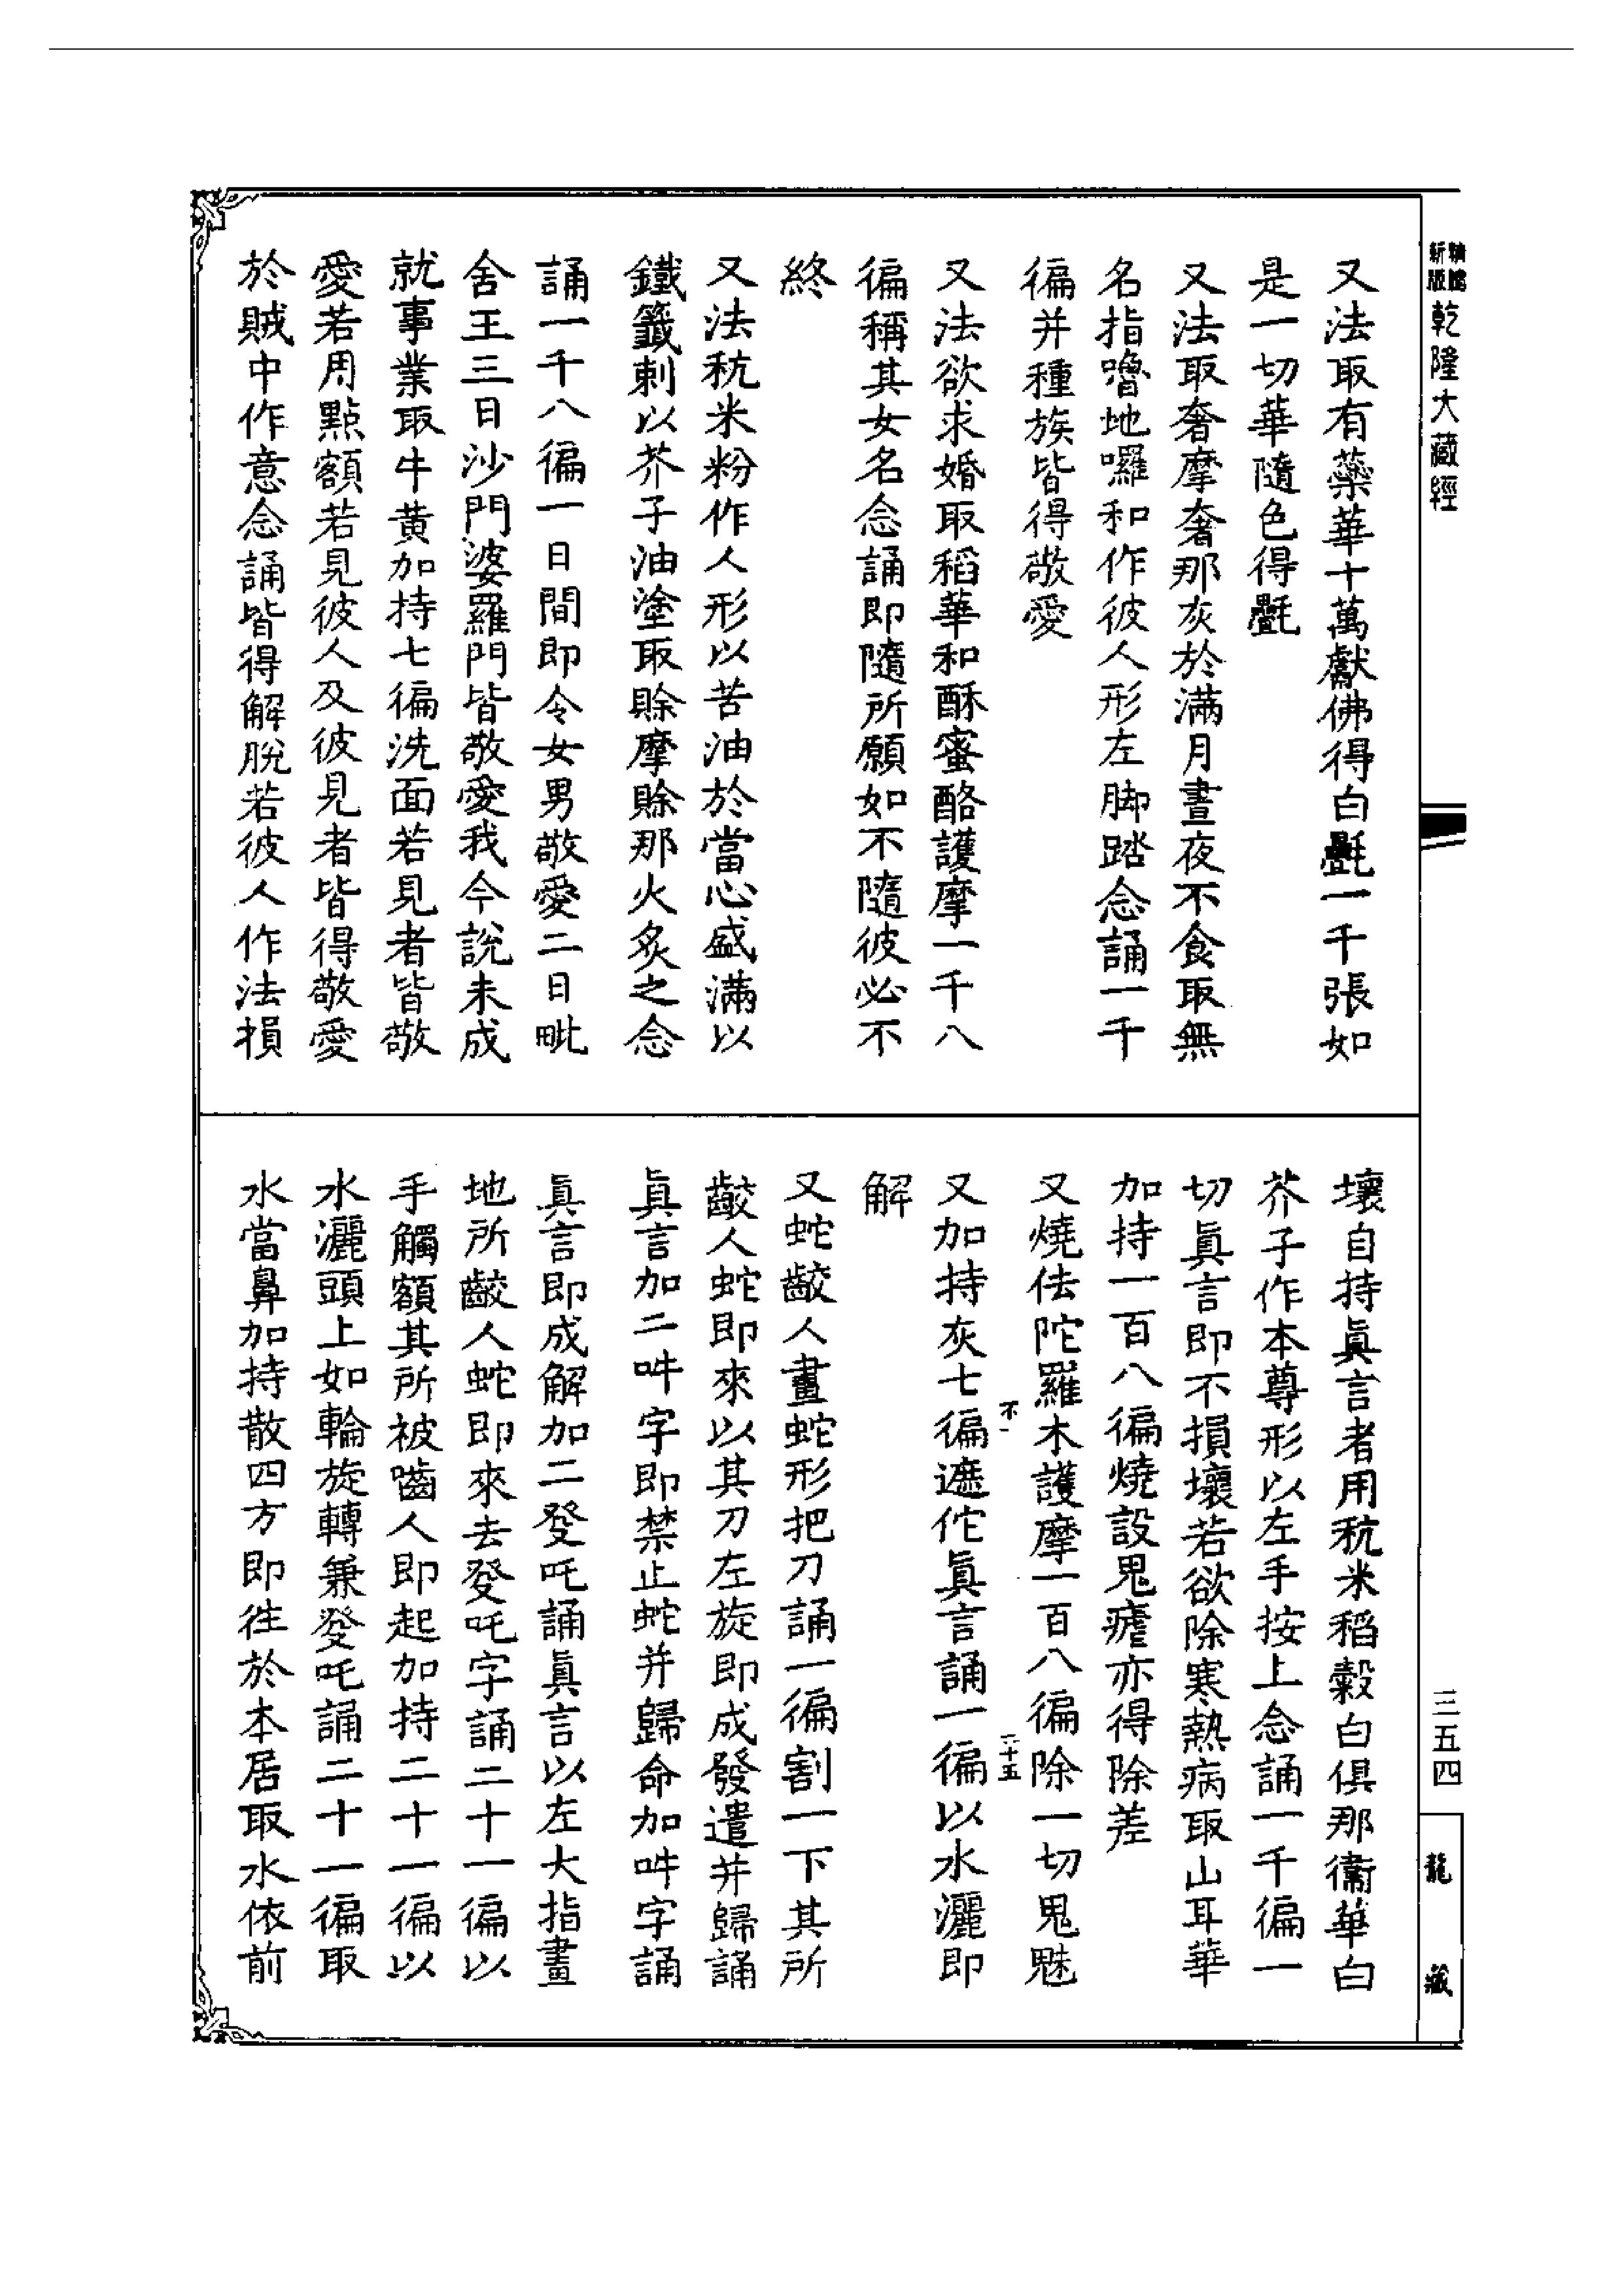 新版
精縮
乾隆大藏經
又法取有藥華十萬獻佛得白氎一千張如
是一切華隨色得氎
又法取奢摩奢那灰於滿月晝夜不食取無
名指嚕地囉和作彼人形左脚踏念誦一千
徧并種族皆得敬愛
又法欲求婚取稻華和酥蜜酪護摩一千八
徧稱其女名念誦即隨所願如不隨彼必不
終
又法秔米粉作人形以苦油於當心盛滿以
鐵籤刺以芥子油塗取賒摩賒那火炙之念
誦一千八徧一日間即令女男敬愛二日毗
舍王三日沙門婆羅門皆敬愛我今說未成
就事業取牛黃加持七徧洗面若見者皆敬
愛若用點額若見彼人及彼見者皆得敬愛
於賊中作意念誦皆得解脫若彼人作法損
壞自持眞言者用秔米稻穀白俱那衞華白
芥子作本尊形以左手按上念誦一千徧一
切眞言即不損壞若欲除寒熱病取山耳華
加持一百八徧燒設鬼瘧亦得除差
又燒佉陀羅木護摩一百八徧除一切鬼魅
又加持灰七徧遮佗眞言誦一徧以水灑即
解
又蛇齩人畫蛇形把刀誦一徧割一下其所
齩人蛇即來以其刀左旋即成發遣并歸誦
眞言加二吽字即禁止蛇并歸命加吽字誦
眞言即成解加二癹吒誦眞言以左大指畫
地所齩人蛇即來去癹吒字誦二十一徧以
手觸額其所被嚙人即起加持二十一徧以
水灑頭上如輪旋轉兼癹吒誦二十一徧取
水當鼻加持散四方即往於本居取水依前
不一
二十五
三五四
龍藏